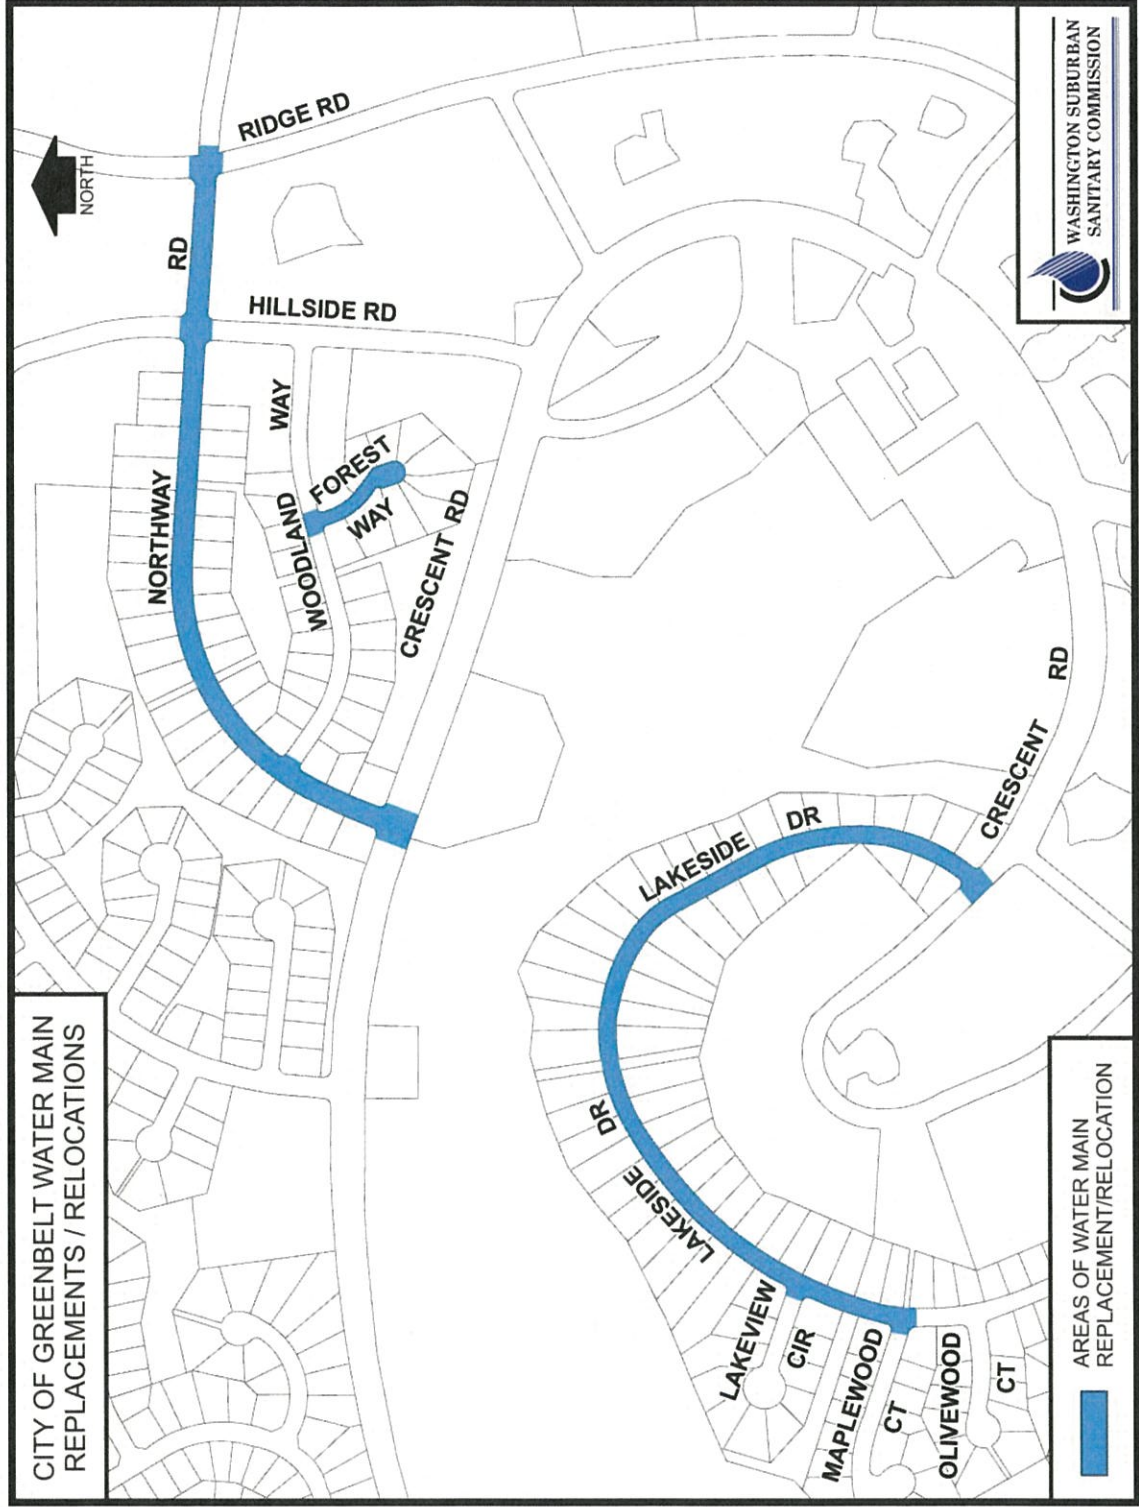 CITY OF GREENBELT WATER MAIN
REPLACEMENTS / RELOCATIONS
NORTH
RIDGE RD
RD
HILLSIDE RD
NORTHWAY
WAY
WOODLAND
FOREST
WAY
CRESCENT RD
LAKESIDE DR
CRESCENT RD
DR
LAKESIDE
LAKEVIEW
CIR
MAPLEWOOD
CT
OLIVEWOOD
CT
WASHINGTON SUBURBAN
SANITARY COMMISSION
AREAS OF WATER MAIN
REPLACEMENT/RELOCATION